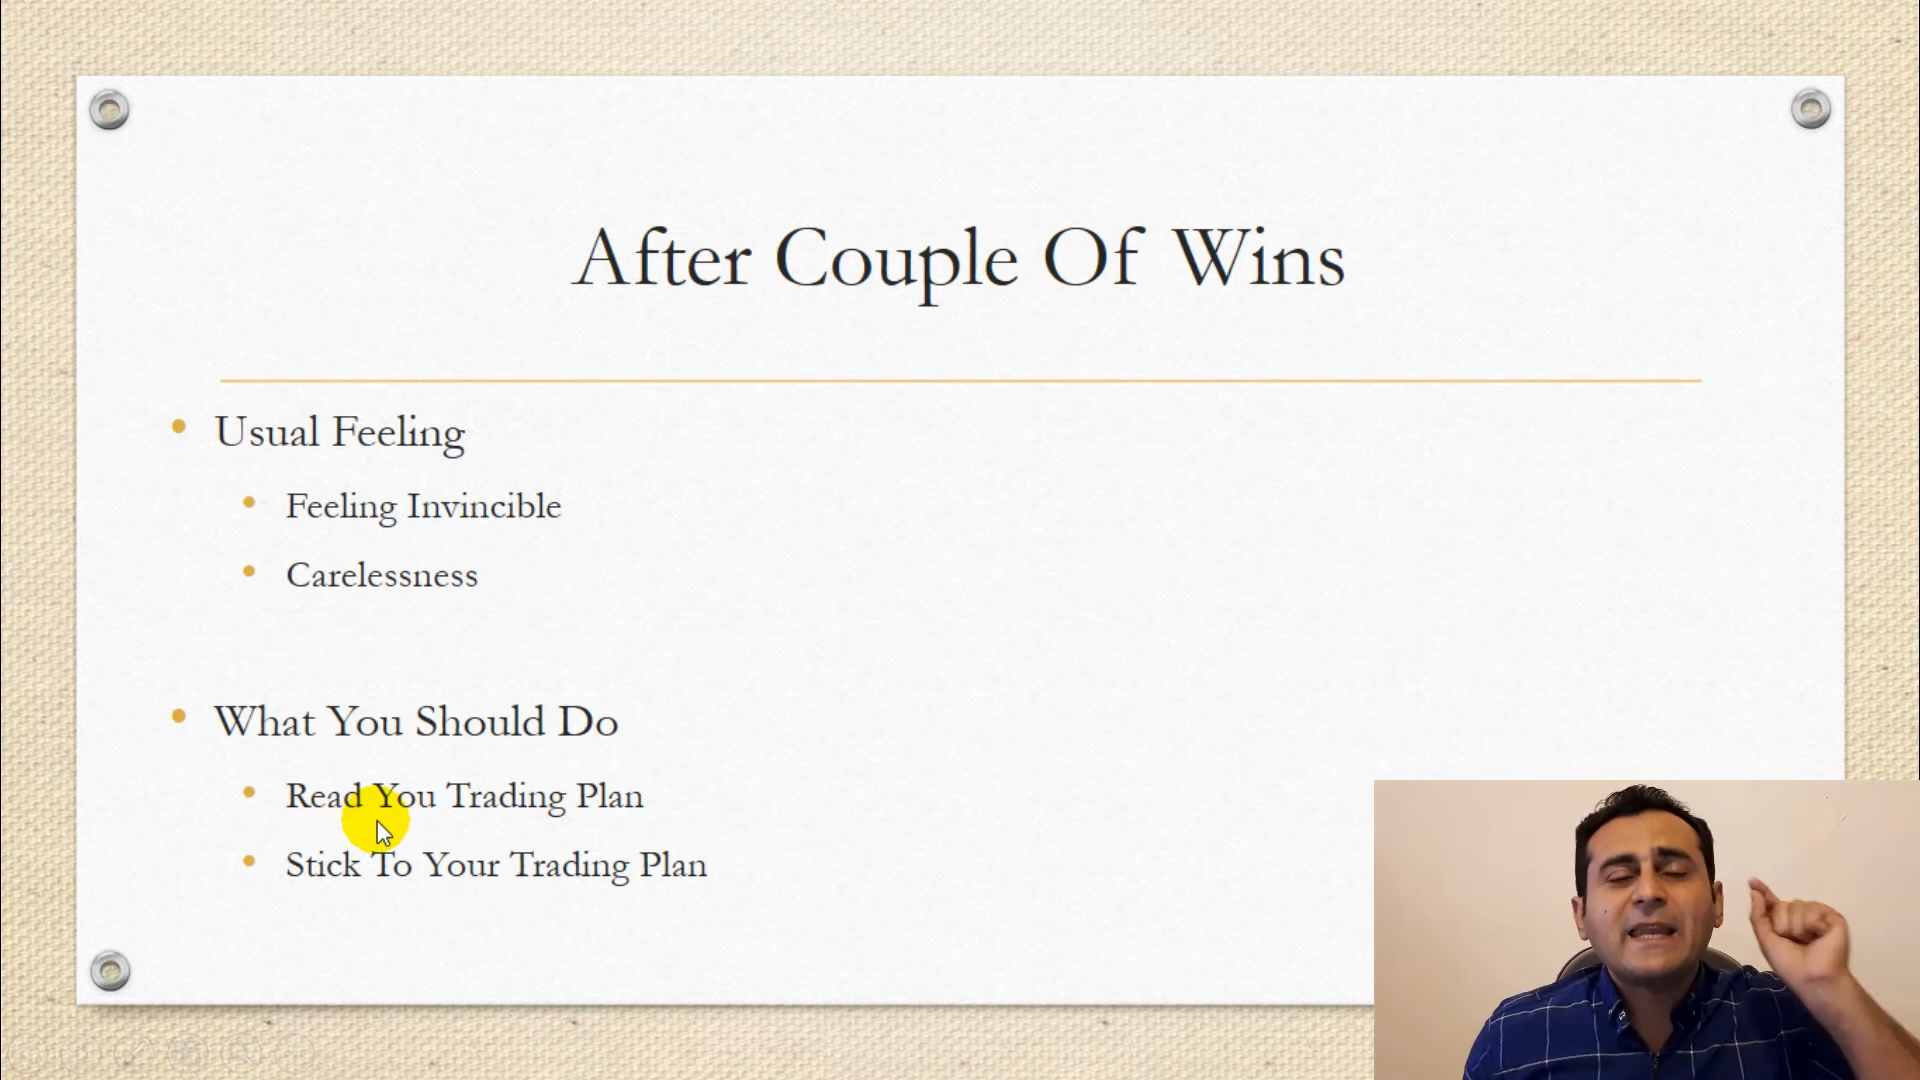 After Couple Of Wins
Usual Feeling
Feeling Invincible
Carelessness
What You Should Do
Read You Trading Plan
Stick To Your Trading Plan